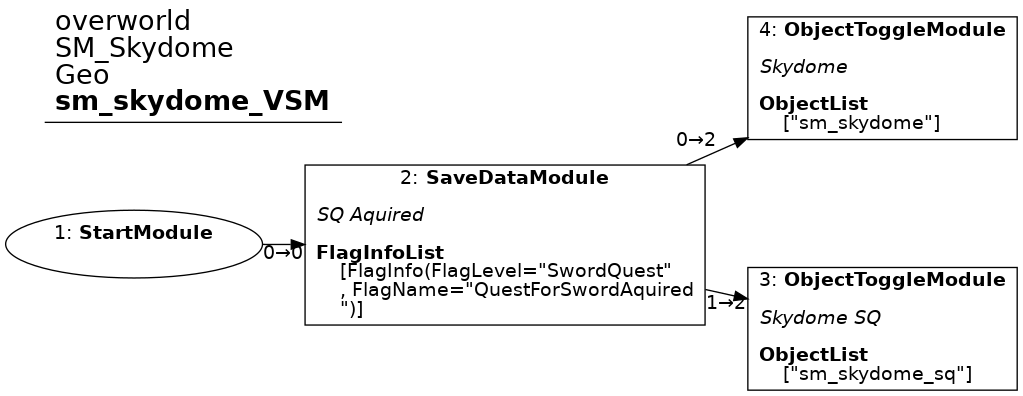 overworld
SM_Skydome
Geo
sm_skydome_VSM
1: StartModule
0→0
2: SaveDataModule
SQ Aquired
FlagInfoList
[FlagInfo(FlagLevel="SwordQuest"
, FlagName="QuestForSwordAquired
")]
0→2
4: ObjectToggleModule
Skydome
ObjectList
["sm_skydome"]
1→2
3: ObjectToggleModule
Skydome SQ
ObjectList
["sm_skydome_sq"]